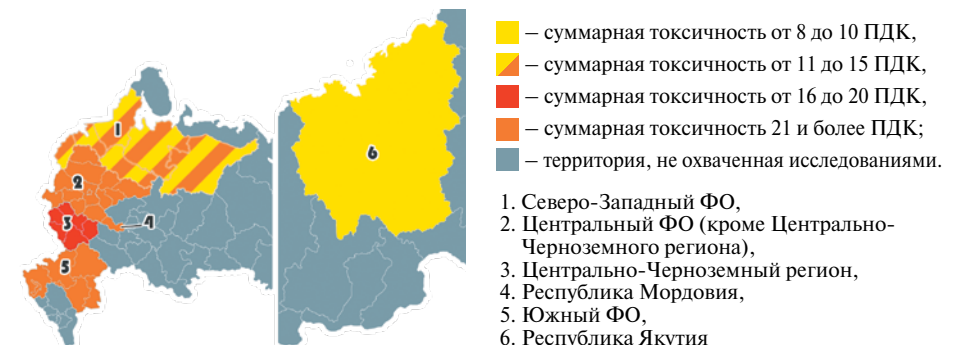 – суммарная токсичность от 8 до 10 ПДК,
– суммарная токсичность от 11 до 15 ПДК,
– суммарная токсичность от 16 до 20 ПДК,
– суммарная токсичность 21 и более ПДК;
– территория, не охваченная исследованиями.
1. Северо-Западный ФО,
2. Центральный ФО (кроме Центрально-
Черноземного региона),
3. Центрально-Черноземный регион,
4. Республика Мордовия,
5. Южный ФО,
6. Республика Якутия
1
2
3
4
5
6